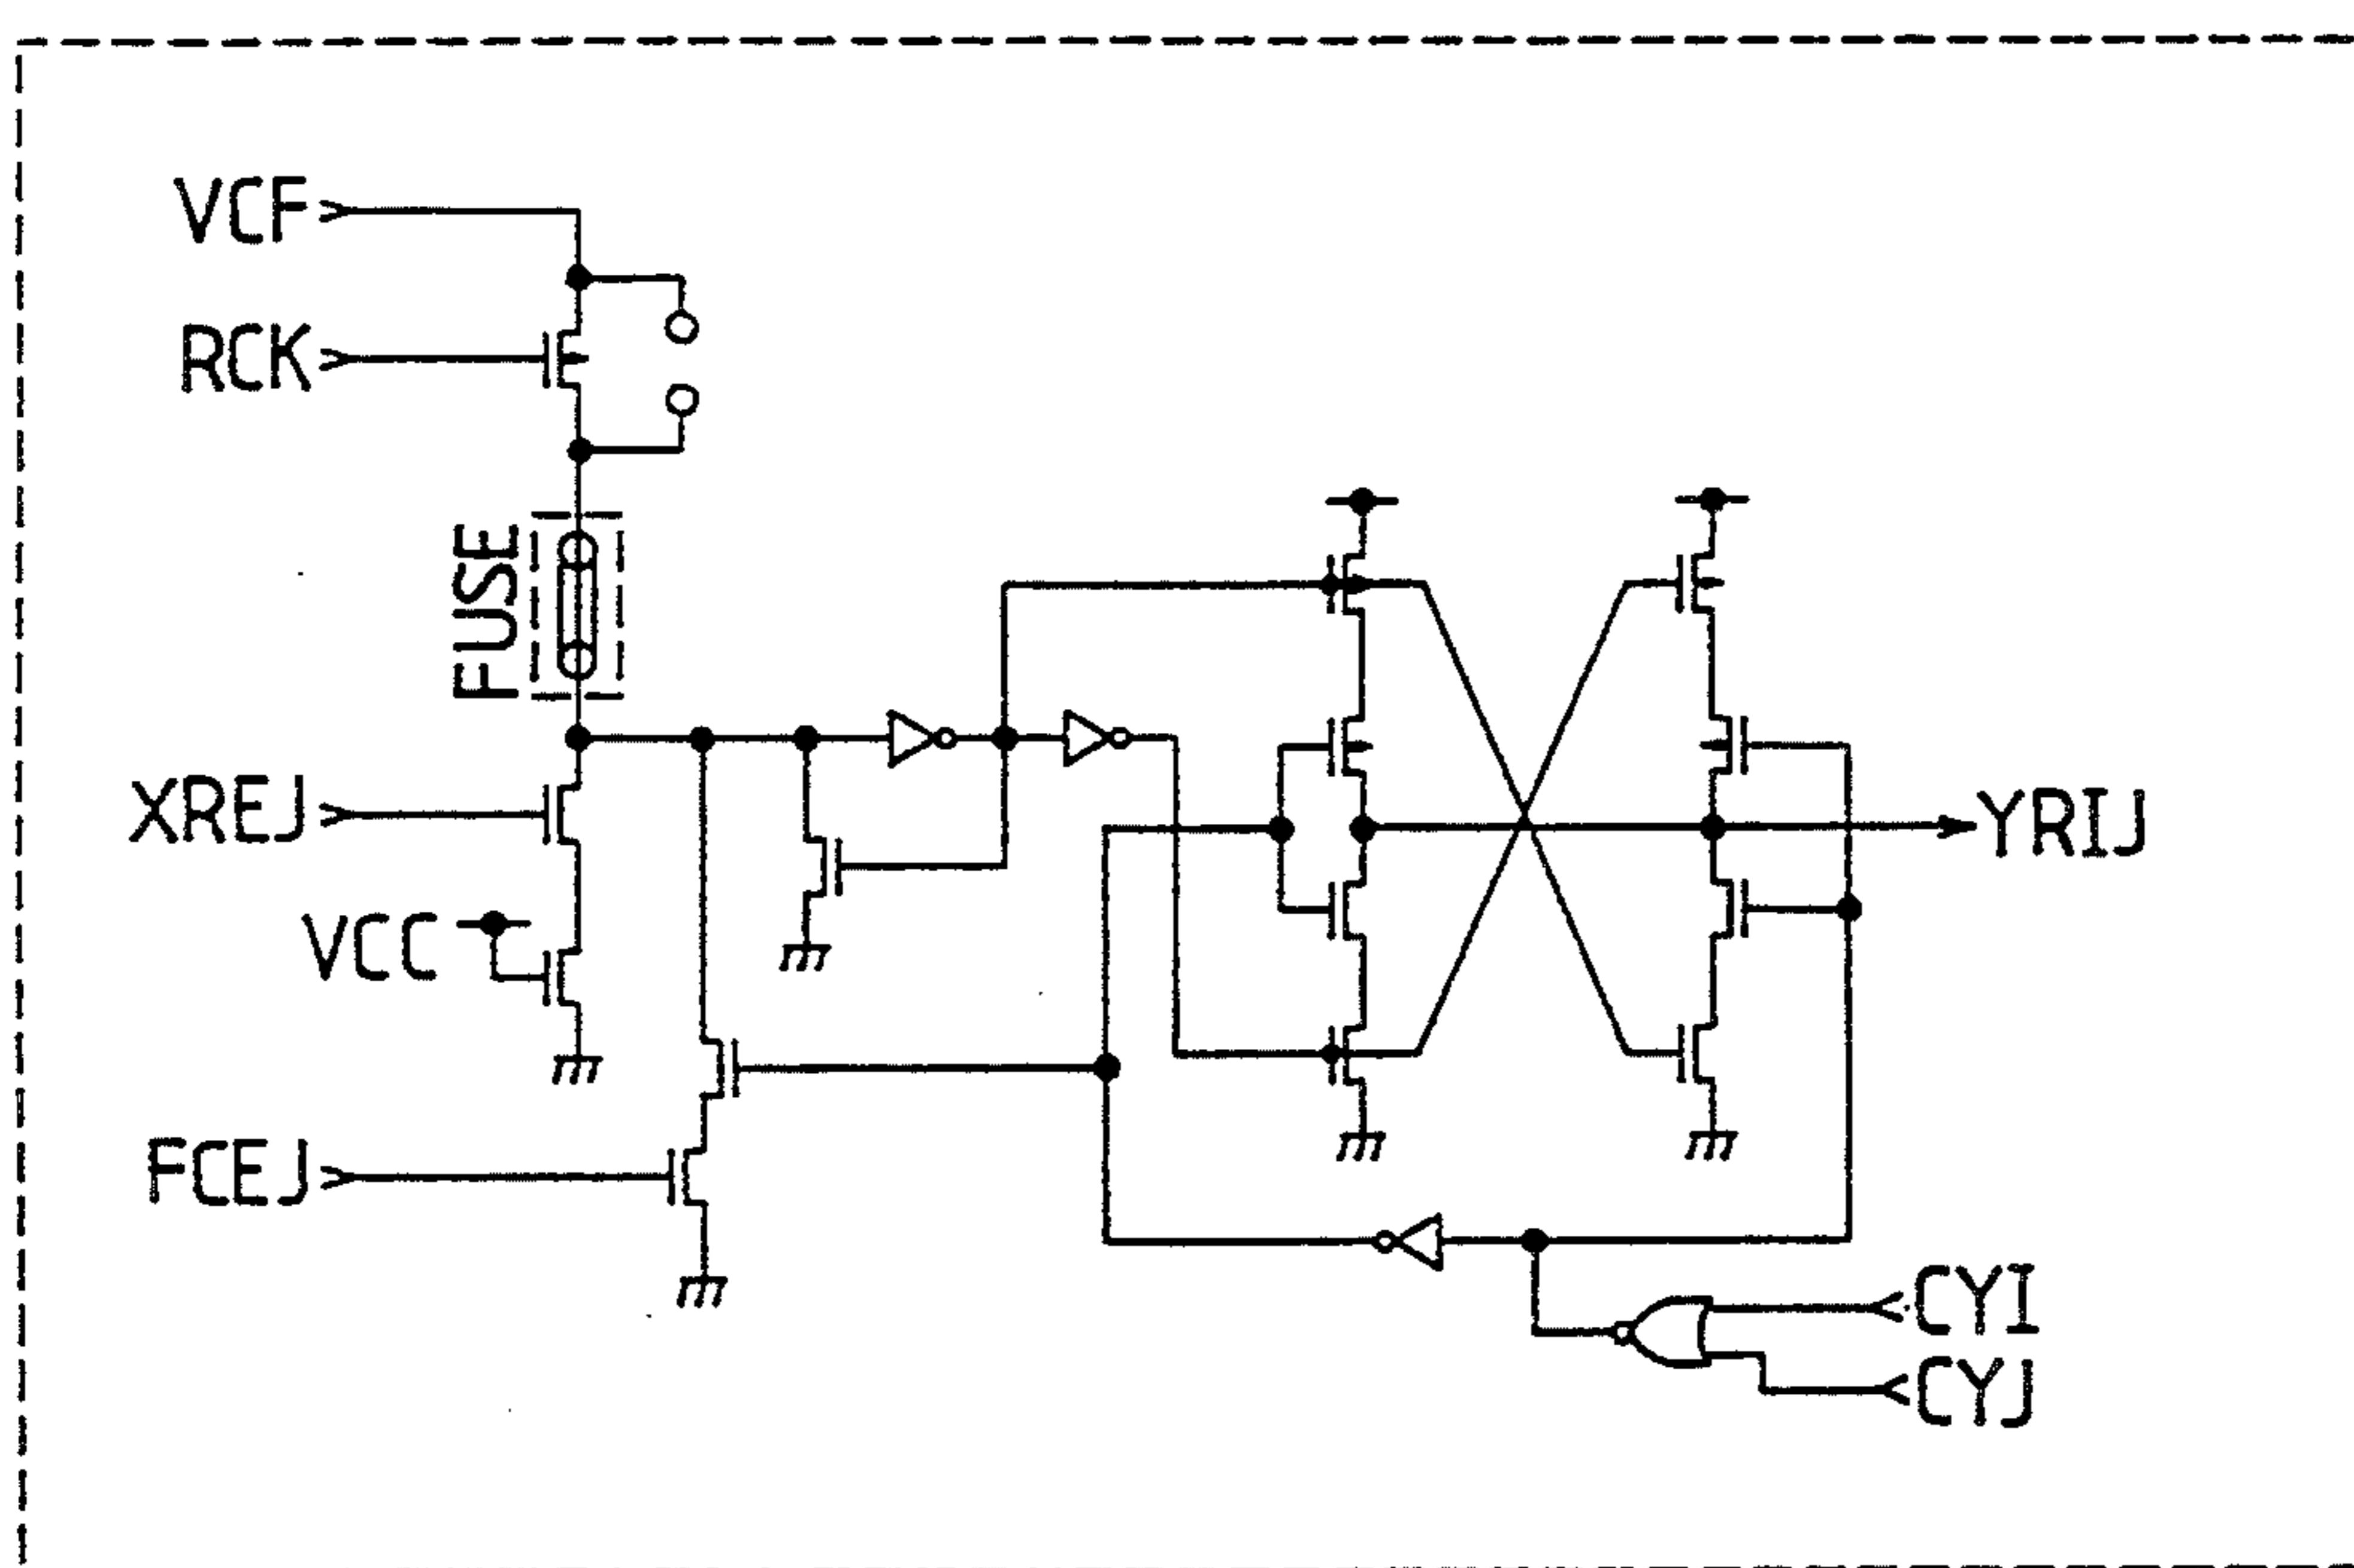 VCF
RCK
FUSE
XREJ
YRIJ
VCC
FCEJ
CYI
CYJ